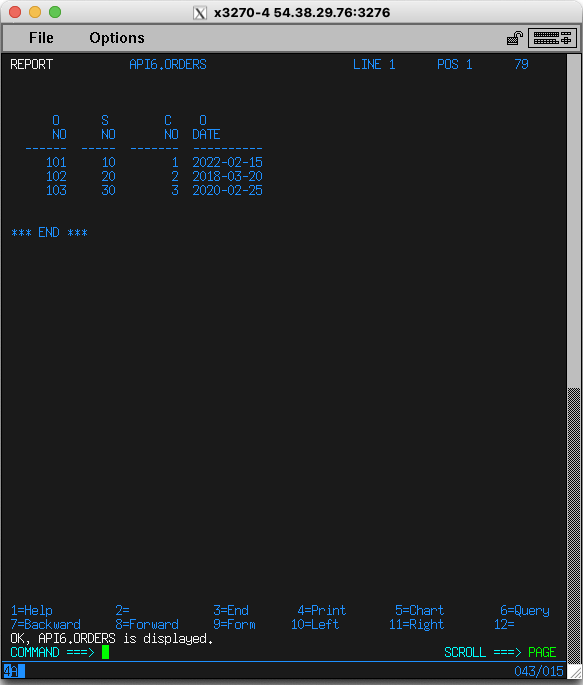 x3270-4 54.38.29.76:3276
File Options
REPORT API6.ORDERS LINE 1 POS 1 79
O S C O
NO NO NO DATE
------ ----- ------- ----------
101 10 1 2022-02-15
102 20 2 2018-03-20
103 30 3 2020-02-25
*** END ***
1=Help 2= 3=End 4=Print 5=Chart 6=Query
7=Backward 8=Forward 9=Form 10=Left 11=Right 12=
OK, API6.ORDERS is displayed.
COMMAND ===> SCROLL ===> PAGE
4A 043/015